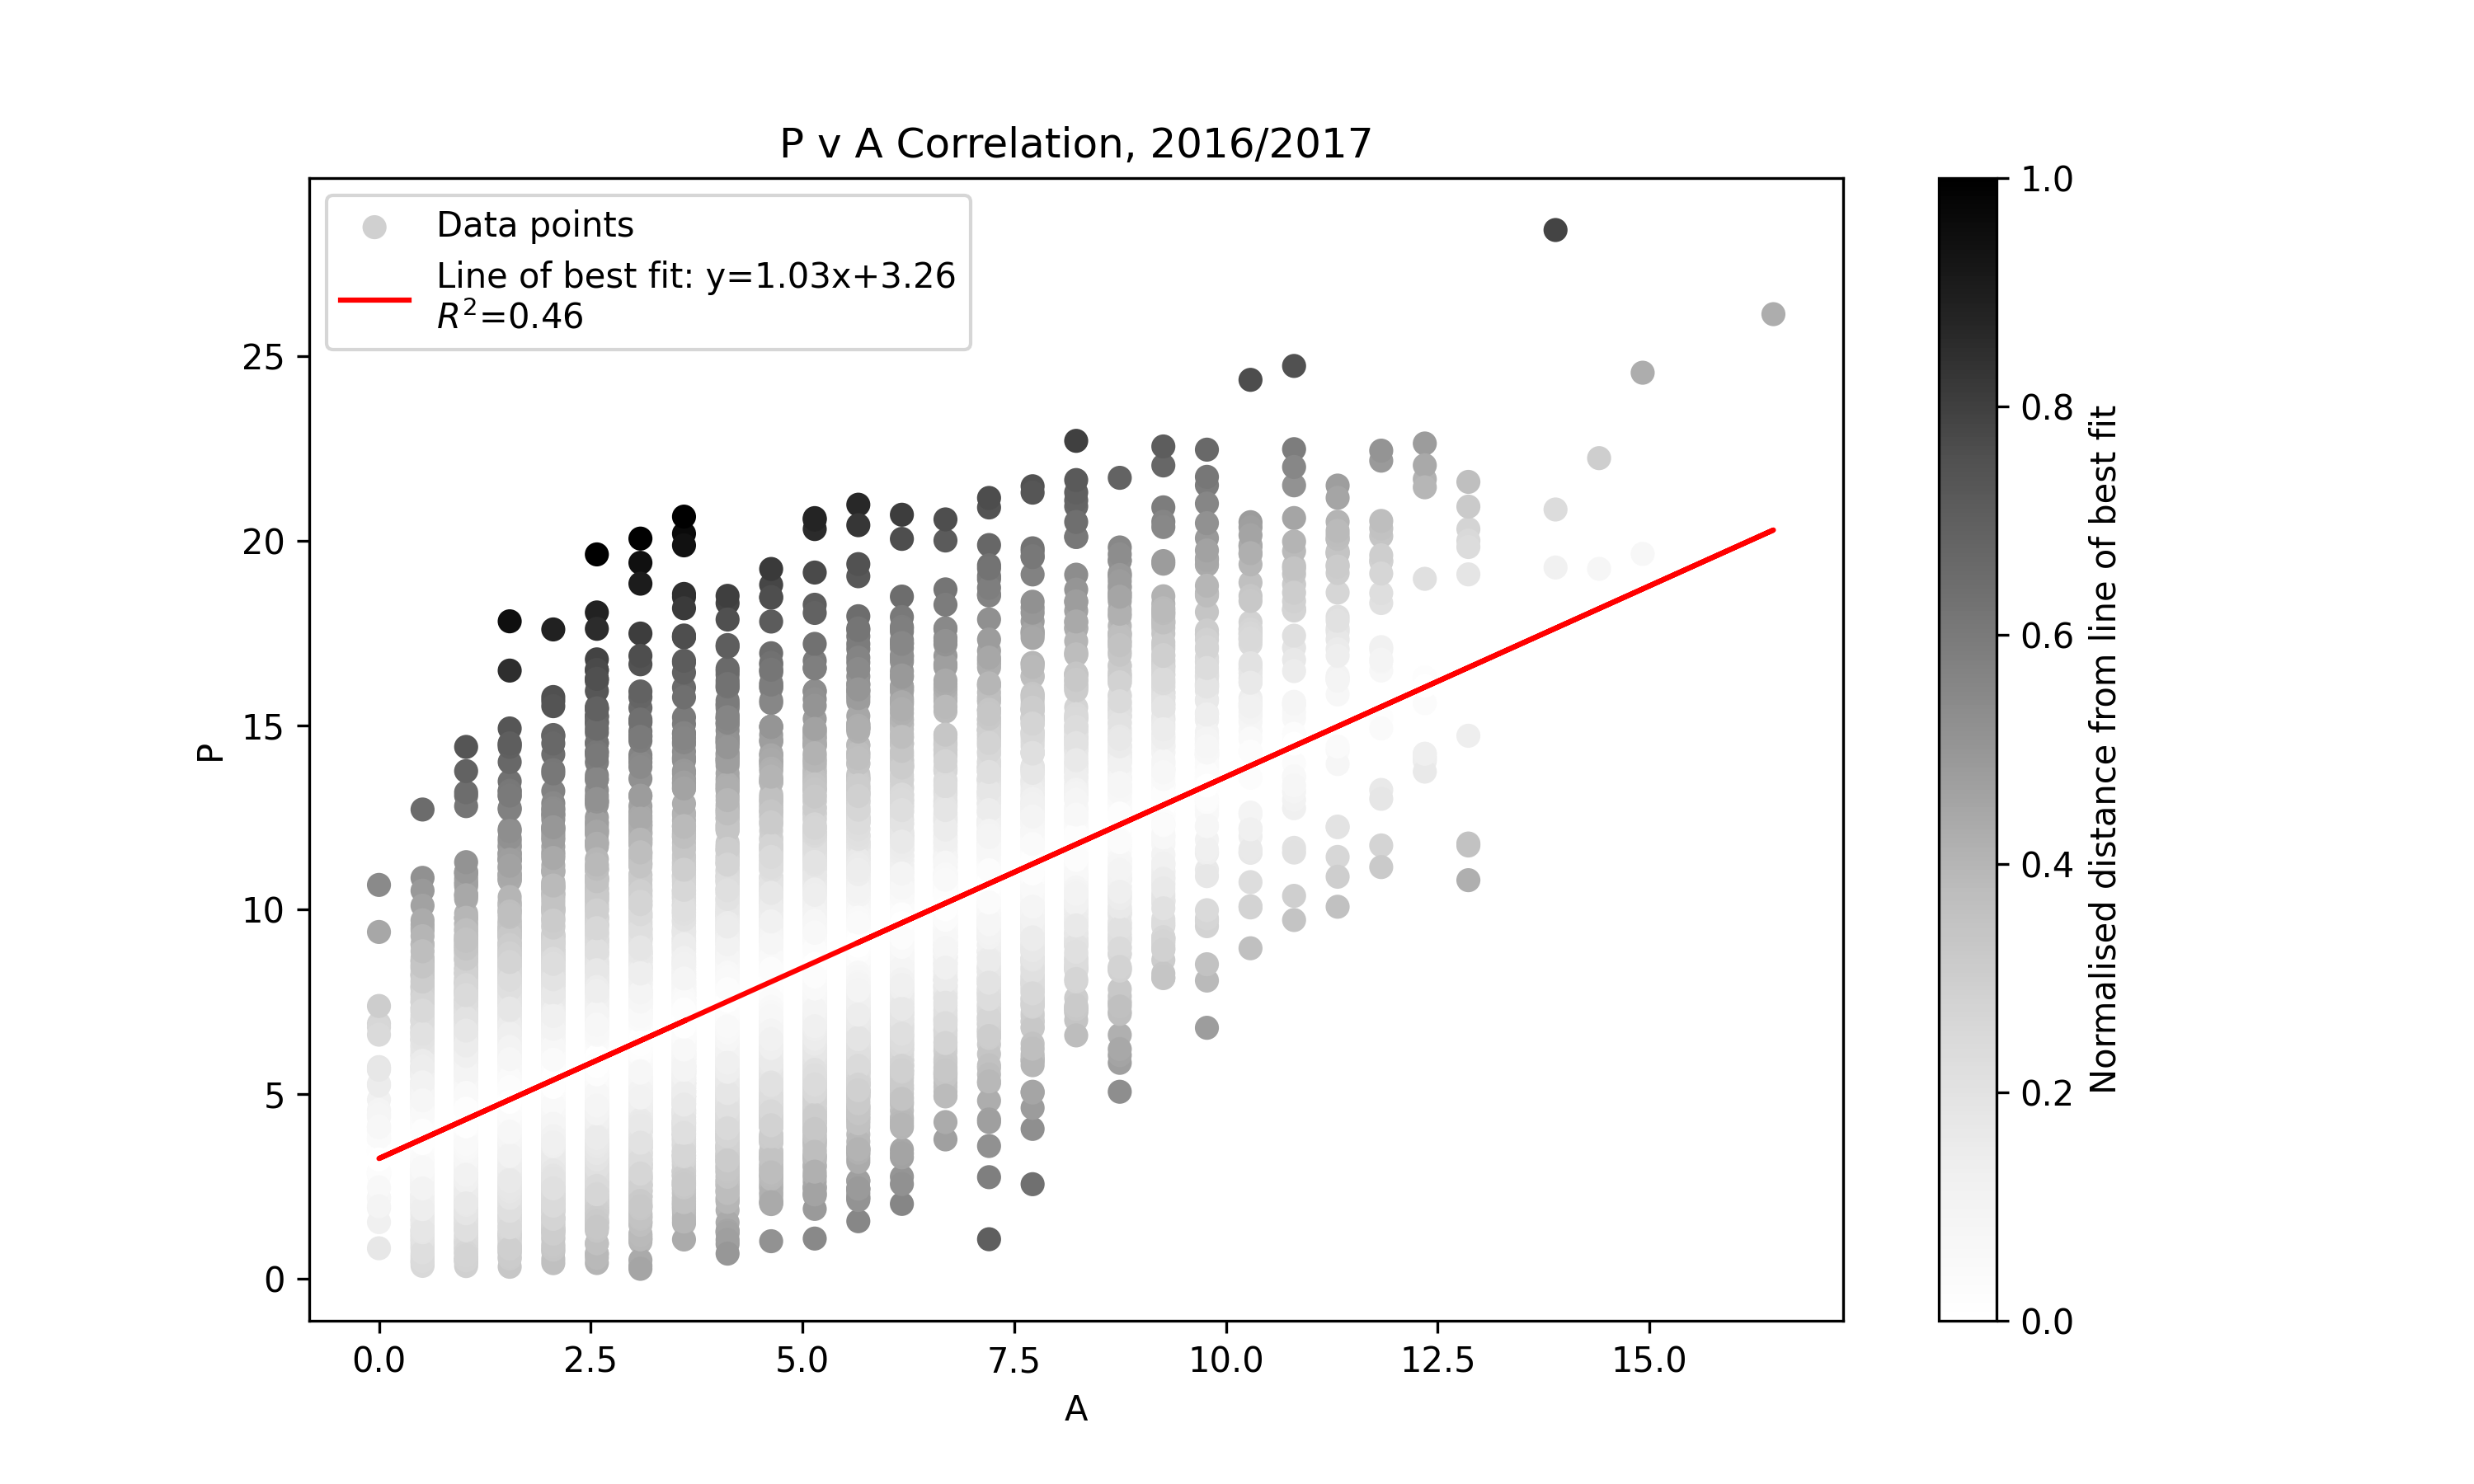 P v A Correlation, 2016/2017
Data points
Line of best fit: y=1.03x+3.26
R²=0.46
25
20
15
10
5
0
P
0.0 2.5 5.0 7.5 10.0 12.5 15.0
A
1.0
0.8
0.6
0.4
0.2
0.0
Normalised distance from line of best fit